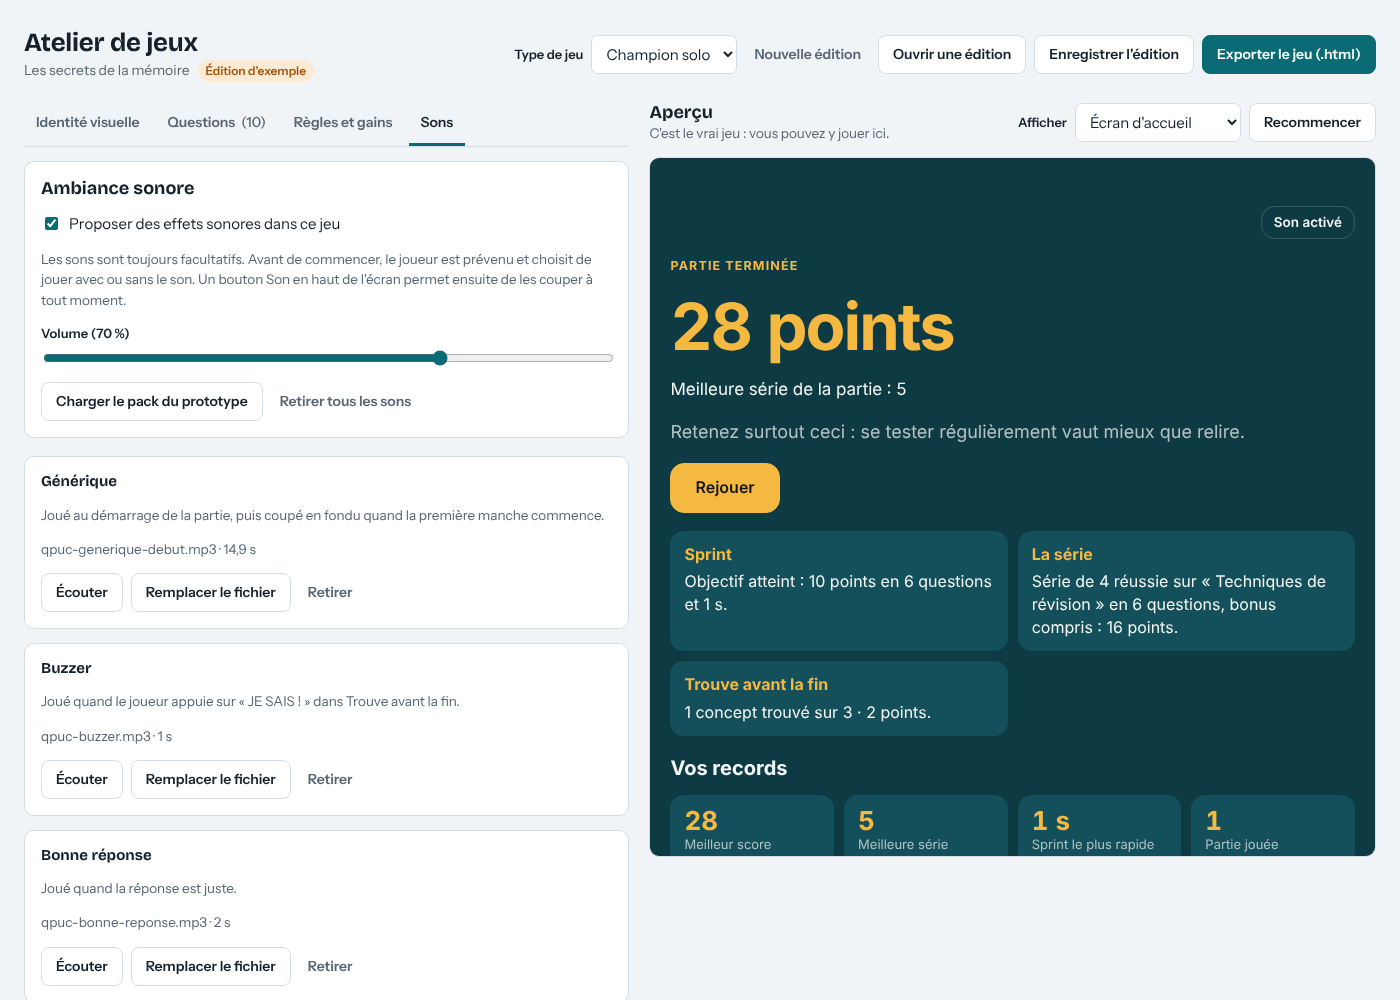 Atelier de jeux
Les secrets de la mémoire Édition d'exemple
Type de jeu Champion solo Nouvelle édition Ouvrir une édition Enregistrer l'édition Exporter le jeu (.html)
Identité visuelle Questions (10) Règles et gains Sons
Ambiance sonore
Proposer des effets sonores dans ce jeu
Les sons sont toujours facultatifs. Avant de commencer, le joueur est prévenu et choisit de
jouer avec ou sans le son. Un bouton Son en haut de l'écran permet ensuite de les couper à
tout moment.
Volume (70 %)
Charger le pack du prototype Retirer tous les sons
Générique
Joué au démarrage de la partie, puis coupé en fondu quand la première manche commence.
qpuc-generique-debut.mp3 · 14,9 s
Écouter Remplacer le fichier Retirer
Buzzer
Joué quand le joueur appuie sur « JE SAIS ! » dans Trouve avant la fin.
qpuc-buzzer.mp3 · 1 s
Écouter Remplacer le fichier Retirer
Bonne réponse
Joué quand la réponse est juste.
qpuc-bonne-reponse.mp3 · 2 s
Écouter Remplacer le fichier Retirer
Aperçu
C'est le vrai jeu : vous pouvez y jouer ici.
Afficher Écran d'accueil Recommencer
Son activé
PARTIE TERMINÉE
28 points
Meilleure série de la partie : 5
Retenez surtout ceci : se tester régulièrement vaut mieux que relire.
Rejouer
Sprint
Objectif atteint : 10 points en 6 questions
et 1 s.
La série
Série de 4 réussie sur « Techniques de
révision » en 6 questions, bonus
compris : 16 points.
Trouve avant la fin
1 concept trouvé sur 3 · 2 points.
Vos records
28
Meilleur score
5
Meilleure série
1 s
Sprint le plus rapide
1
Partie jouée